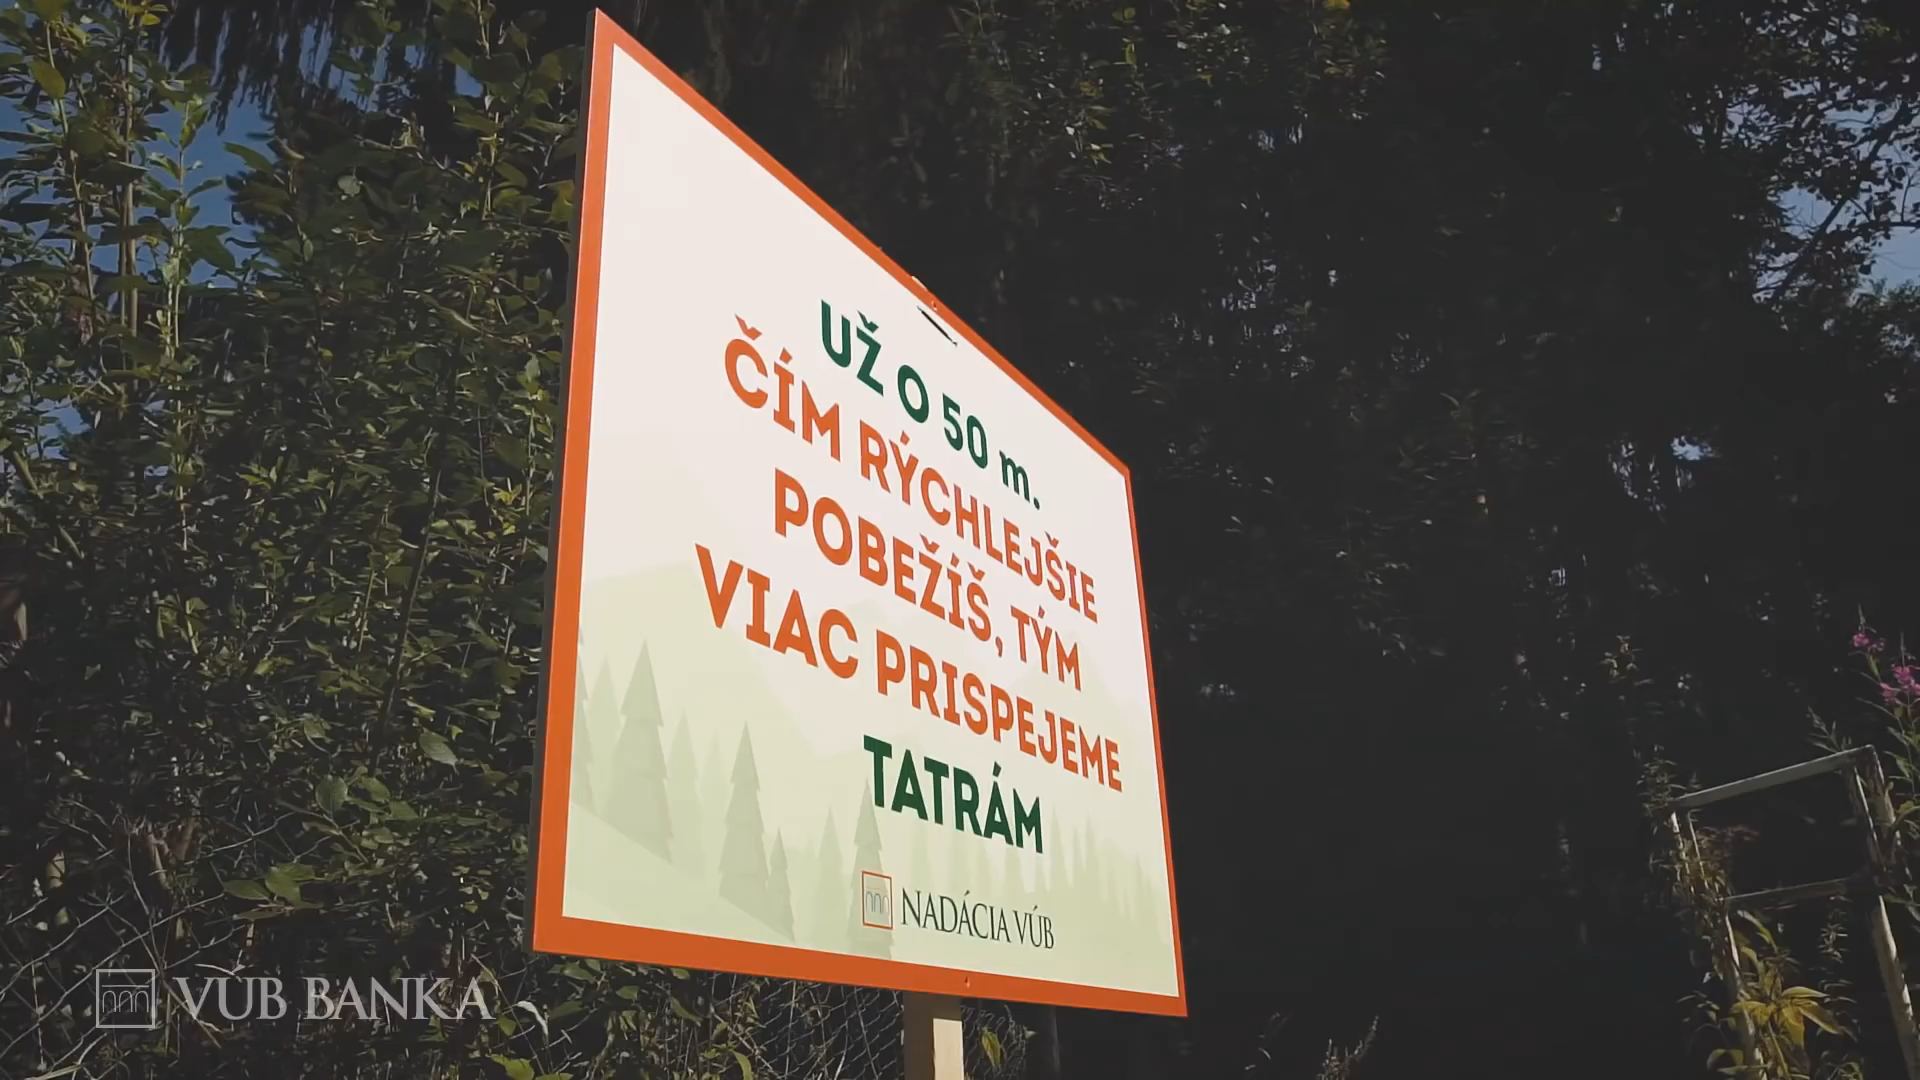 UŽ O 50 m.
ČÍM RÝCHLEJŠIE
POBEŽÍŠ, TÝM
VIAC PRISPEJEME
TATRÁM
NADÁCIA VÚB
VÚB BANKA